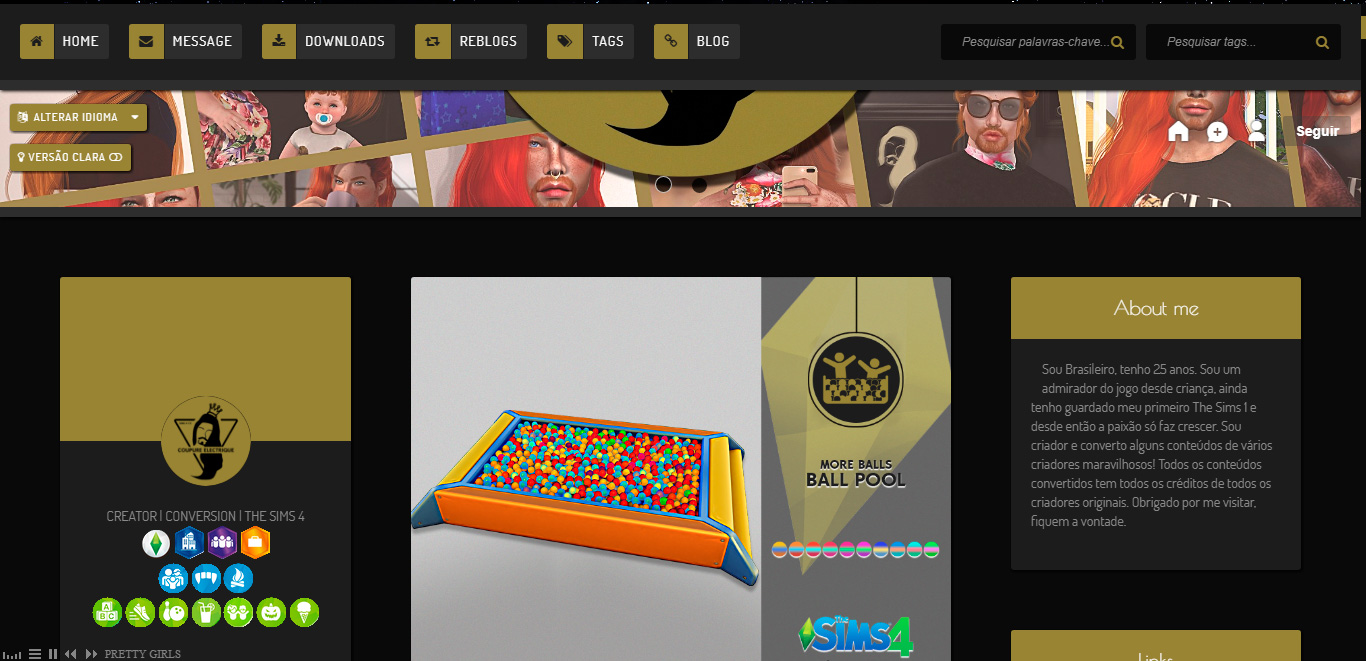 HOME
MESSAGE
DOWNLOADS
REBLOGS
TAGS
BLOG
Pesquisar palavras-chave...
Pesquisar tags...
ALTERAR IDIOMA
VERSÃO CLARA
Seguir
COUPURE ELECTRIQUE
CREATOR | CONVERSION | THE SIMS 4
PRETTY GIRLS
MORE BALLS
BALL POOL
The
SIMS 4
About me
Sou Brasileiro, tenho 25 anos. Sou um
admirador do jogo desde criança, ainda
tenho guardado meu primeiro The Sims 1 e
desde então a paixão só faz crescer. Sou
criador e converto alguns conteúdos de vários
criadores maravilhosos! Todos os conteúdos
convertidos tem todos os créditos de todos os
criadores originais. Obrigado por me visitar,
fiquem a vontade.
Links